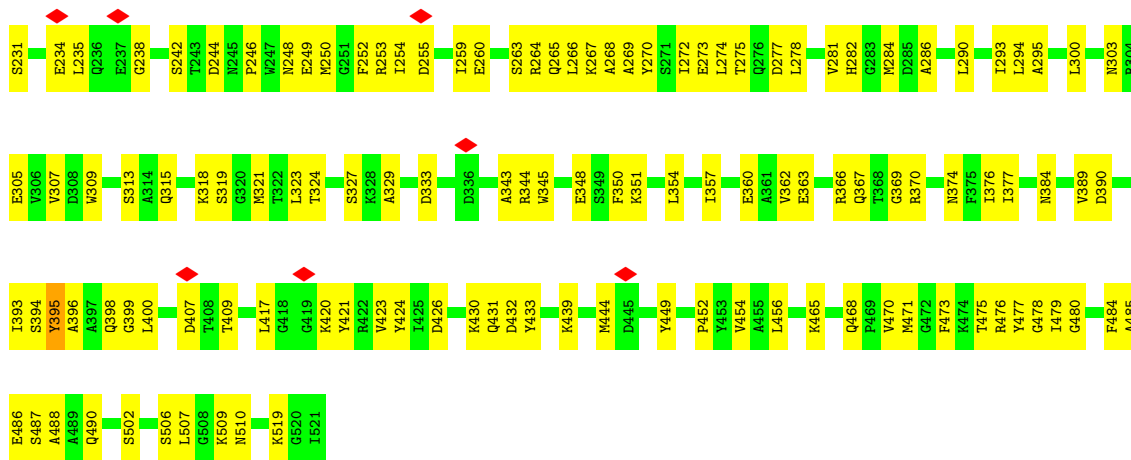 S231 E234 L235 Q236 E237 G238 S242 T243 D244 N245 P246 W247 N248 E249 M250 G251 F252 R253 I254 D255 I259 E260 S263 R264 Q265 L266 K267 A268 A269 Y270 S271 I272 E273 L274 T275 Q276 D277 L278 V281 H282 G283 M284 D285 A286 L290 I293 L294 A295 L300 N303
E305 V306 V307 D308 W309 S313 A314 Q315 K318 S319 G320 M321 T322 L323 T324 S327 K328 A329 D333 D336 A343 R344 W345 E348 S349 F350 K351 L354 I357 E360 A361 V362 E363 R366 Q367 T368 G369 R370 N374 F375 I376 I377 N384 V389 D390
I393 S394 Y395 A396 A397 Q398 G399 L400 D407 T408 T409 L417 G418 G419 K420 Y421 R422 V423 Y424 I425 D426 K430 Q431 D432 Y433 K439 M444 D445 Y449 P452 Y453 V454 A455 L456 K465 Q468 P469 V470 M471 G472 F473 K474 T475 R476 Y477 G478 I479 G480 F484 A485
E486 S487 A488 A489 Q490 S502 S506 L507 G508 K509 N510 K519 G520 I521